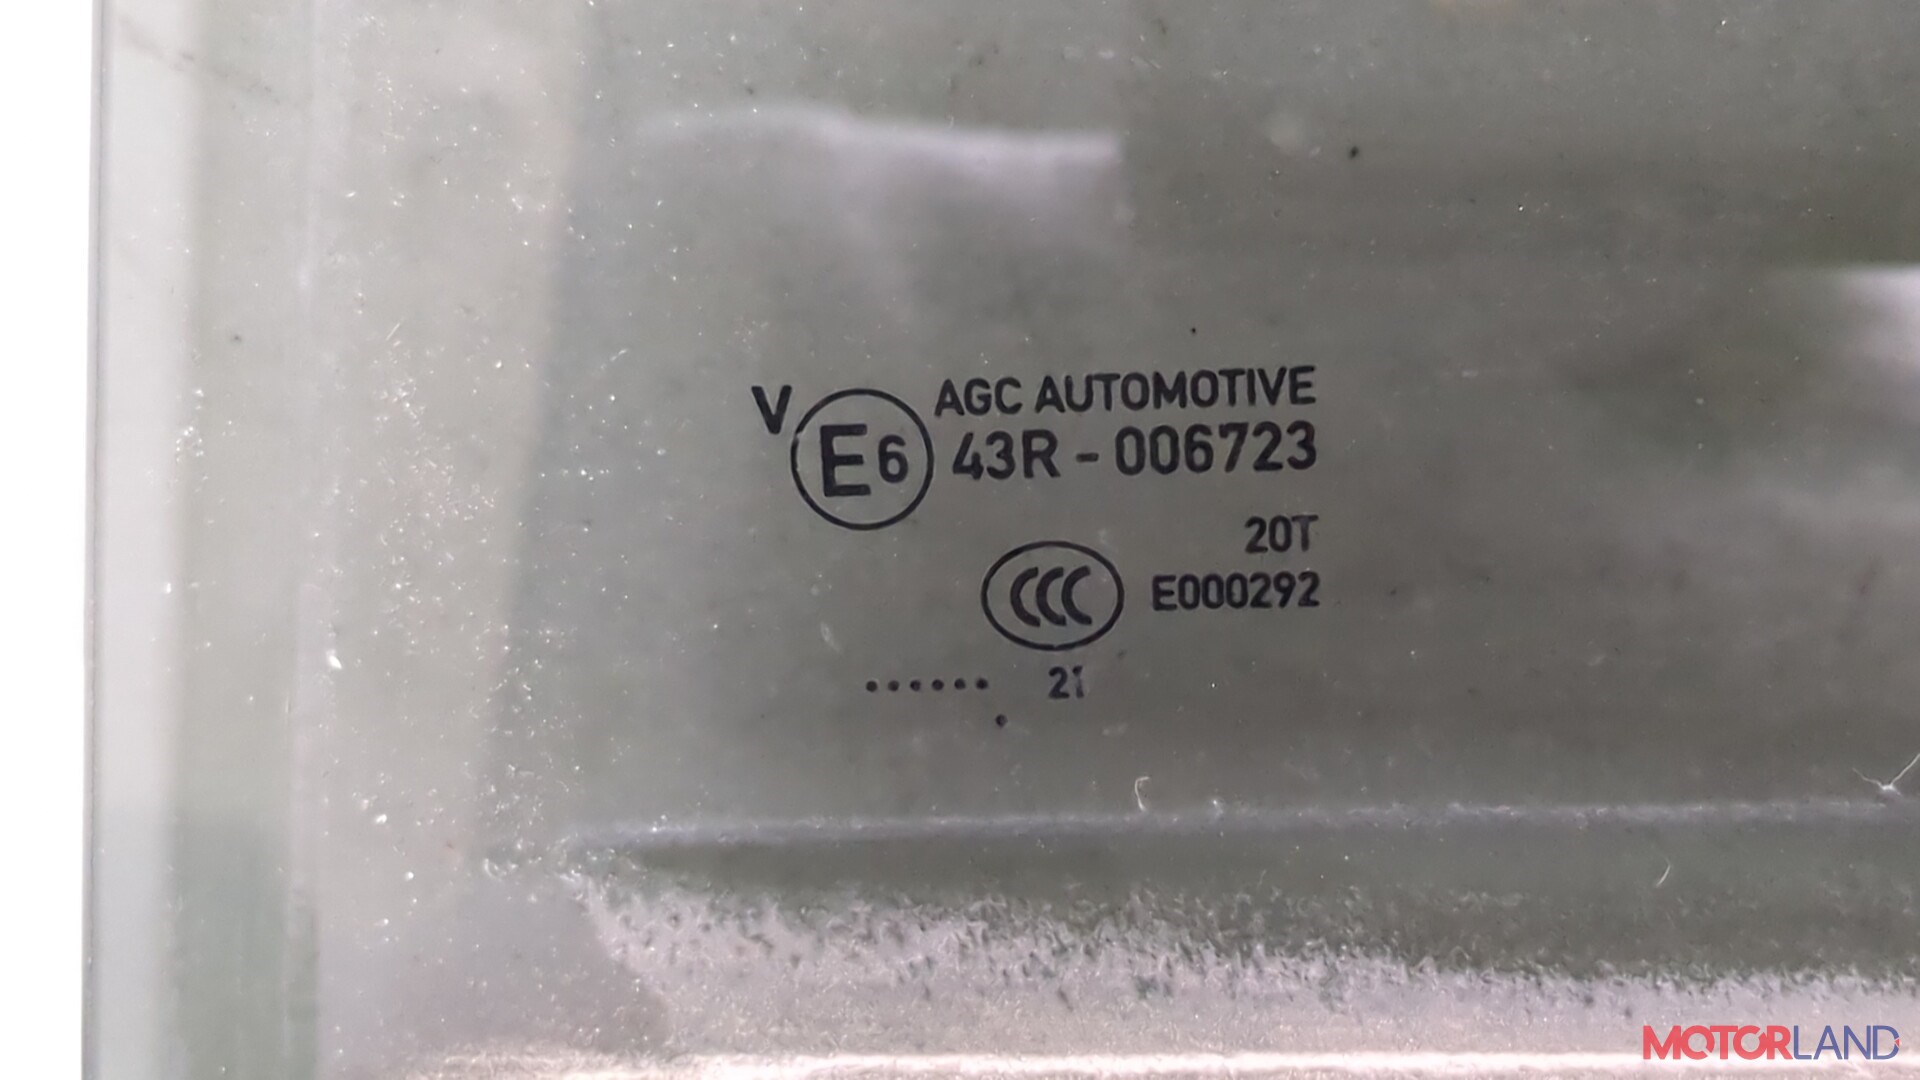 V E6 AGC AUTOMOTIVE
43R - 006723
20T
CCC E000292
...... 21
.
MOTORLAND